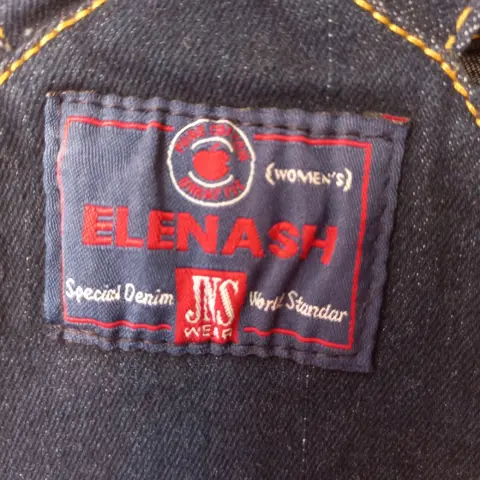 (WOMEN'S)
ELENASH
Special Denim JNS World Standar
WEAR